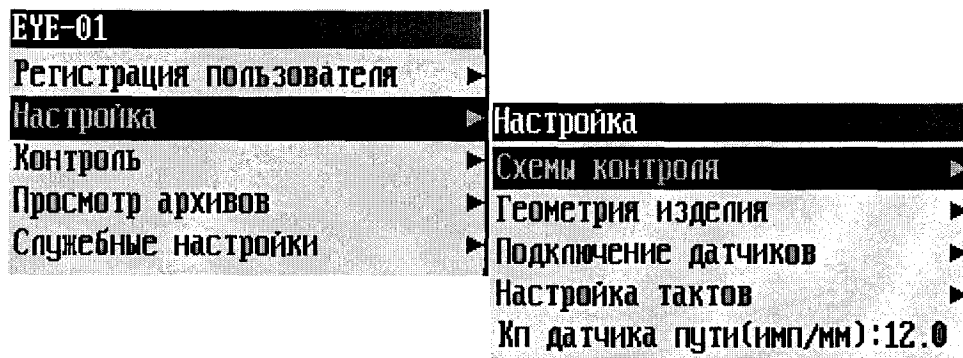 EYE-01
Регистрация пользователя
Настройка
Контроль
Просмотр архивов
Служебные настройки
Настройка
Схемы контроля
Геометрия изделия
Подключение датчиков
Настройка тактов
Кп датчика пути(имп/мм):12.0